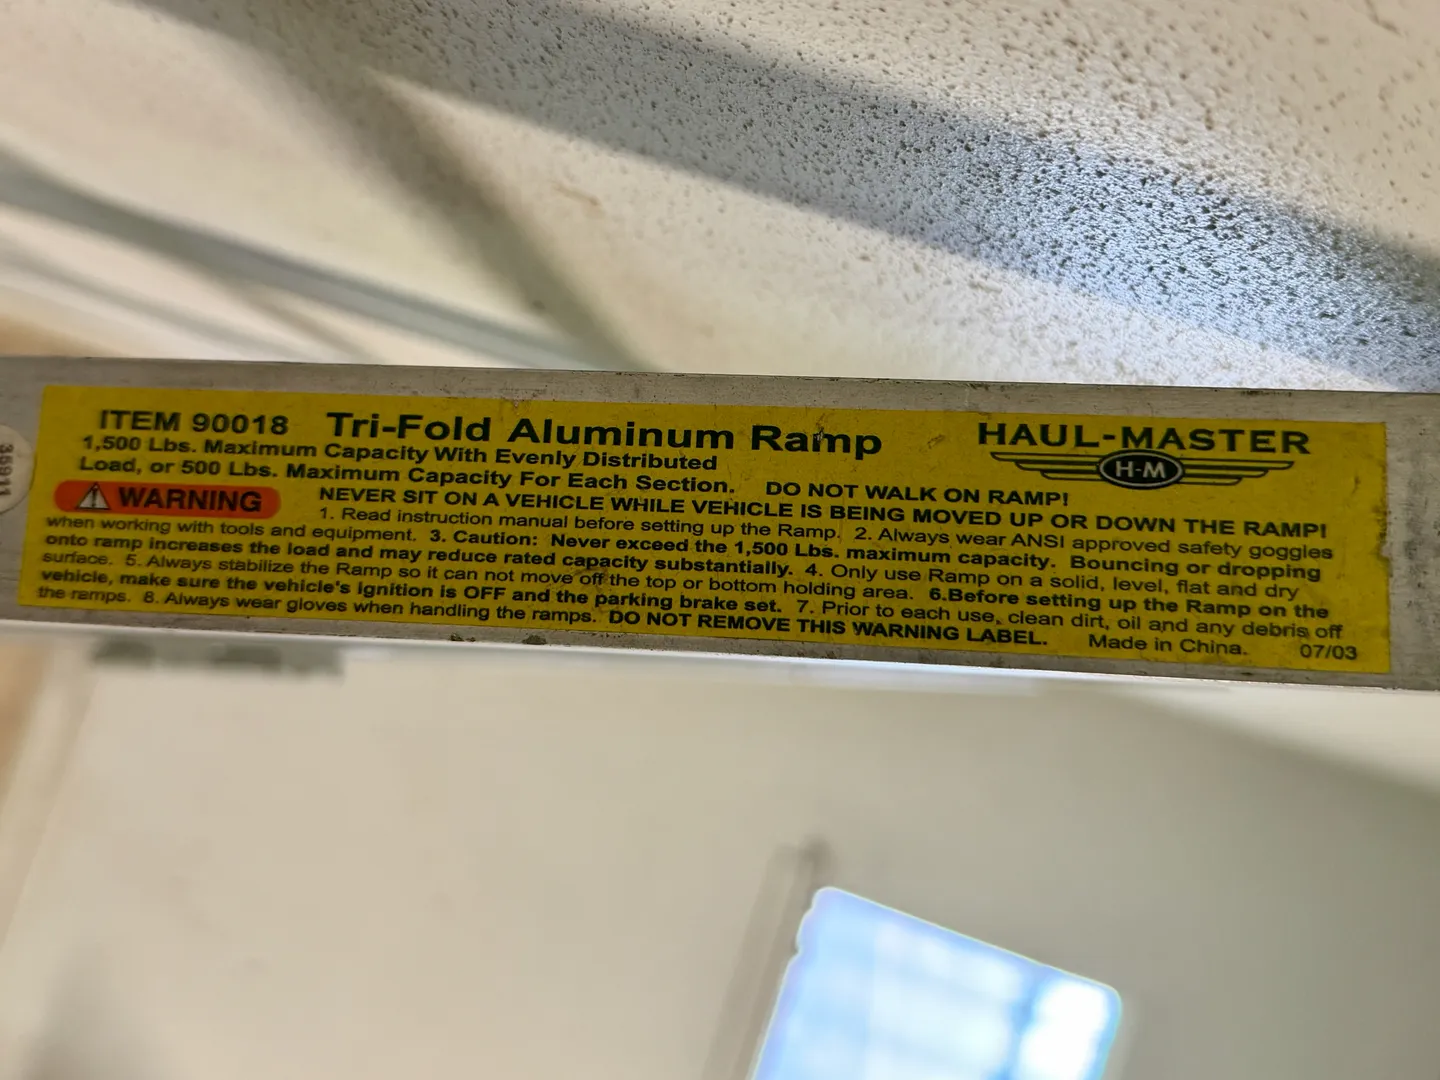 ITEM 90018 Tri-Fold Aluminum Ramp
HAUL-MASTER
H-M
1,500 Lbs. Maximum Capacity With Evenly Distributed
Load, or 500 Lbs. Maximum Capacity For Each Section. DO NOT WALK ON RAMP!
WARNING NEVER SIT ON A VEHICLE WHILE VEHICLE IS BEING MOVED UP OR DOWN THE RAMP!
1. Read instruction manual before setting up the Ramp. 2. Always wear ANSI approved safety goggles
when working with tools and equipment. 3. Caution: Never exceed the 1,500 Lbs. maximum capacity. Bouncing or dropping
onto ramp increases the load and may reduce rated capacity substantially. 4. Only use Ramp on a solid, level, flat and dry
surface. 5. Always stabilize the Ramp so it can not move off the top or bottom holding area. 6.Before setting up the Ramp on the
vehicle, make sure the vehicle's ignition is OFF and the parking brake set. 7. Prior to each use, clean dirt, oil and any debris off
the ramps. 8. Always wear gloves when handling the ramps. DO NOT REMOVE THIS WARNING LABEL. Made in China. 07/03